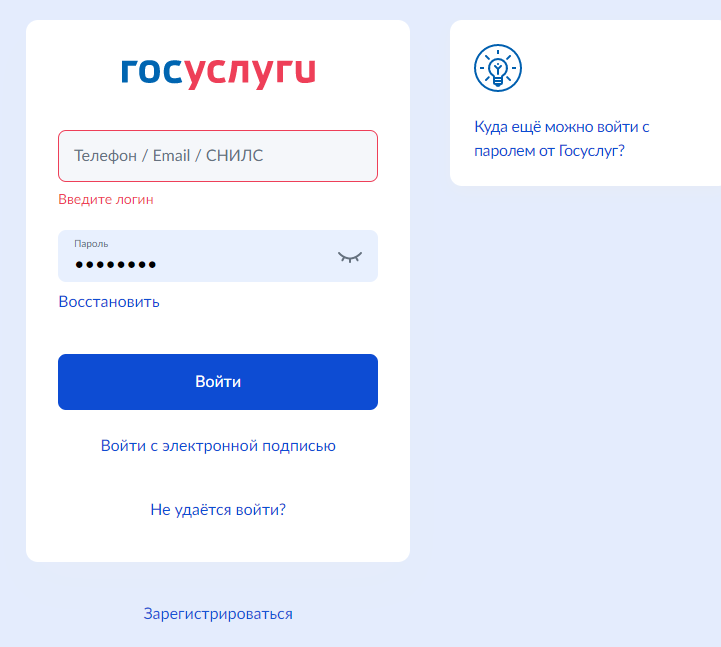 госуслуги
Телефон / Email / СНИЛС
Введите логин
Пароль
••••••••
Восстановить
Войти
Войти с электронной подписью
Не удаётся войти?
Зарегистрироваться
Куда ещё можно войти с
паролем от Госуслуг?